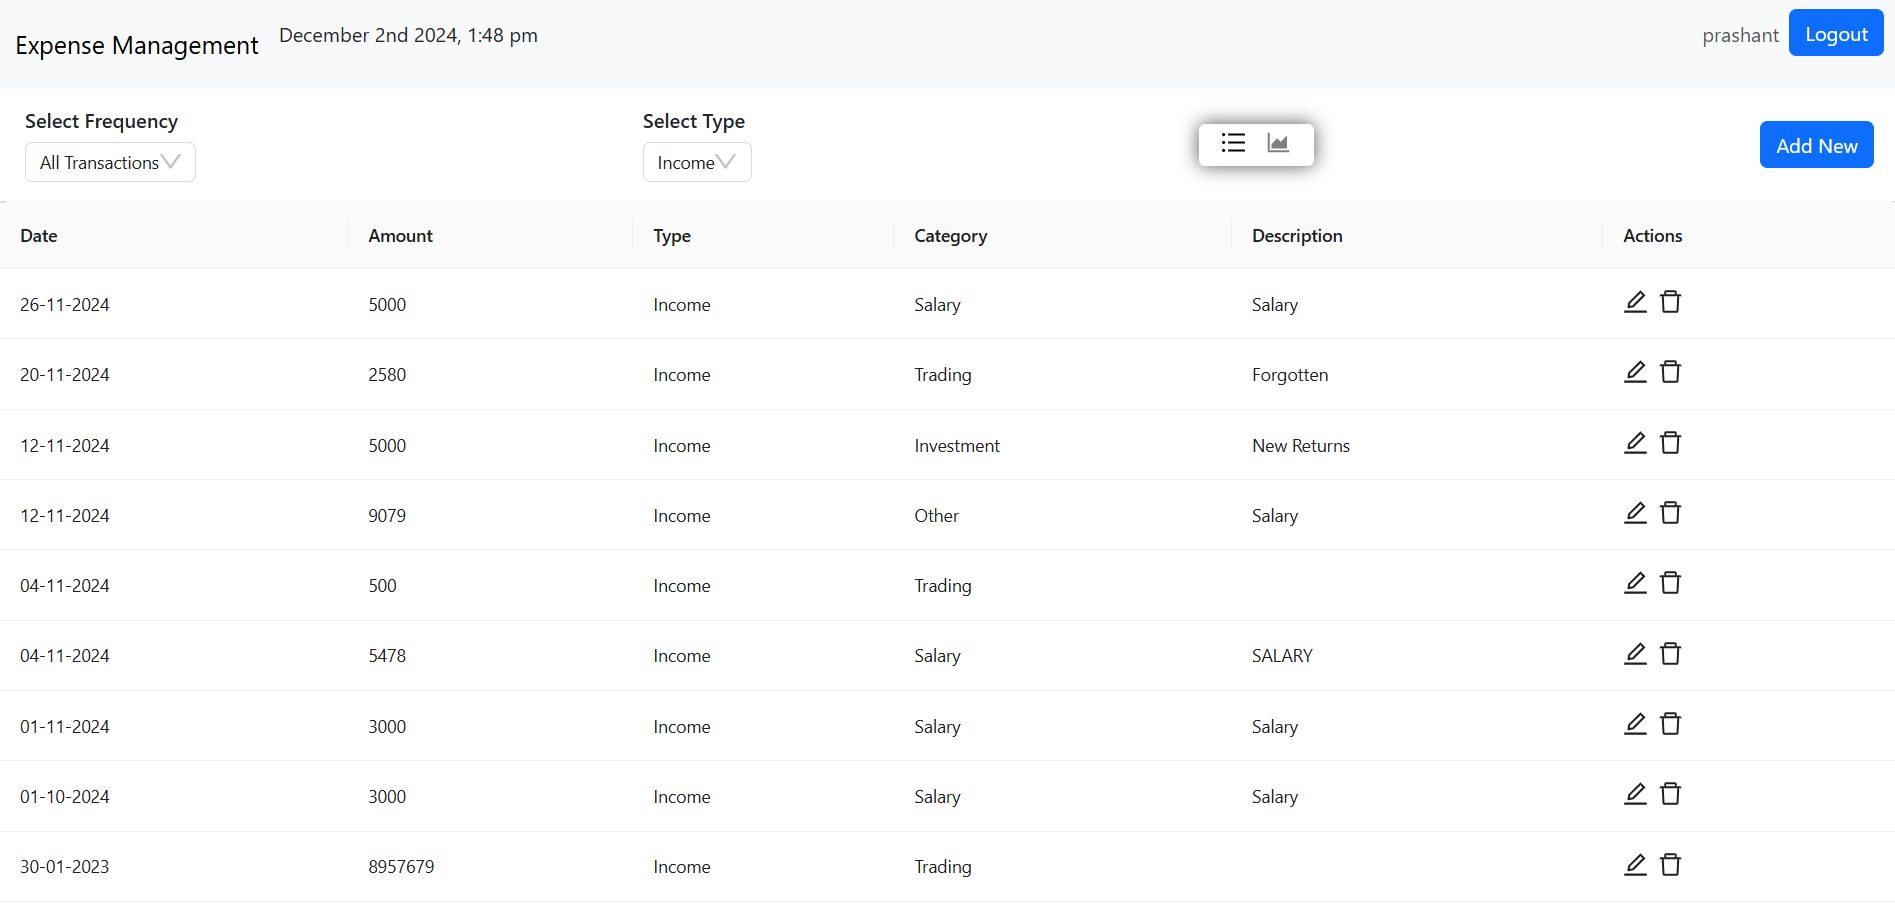 Expense Management December 2nd 2024, 1:48 pm prashant Logout
Select Frequency Select Type
All Transactions Income Add New
Date Amount Type Category Description Actions
26-11-2024 5000 Income Salary Salary
20-11-2024 2580 Income Trading Forgotten
12-11-2024 5000 Income Investment New Returns
12-11-2024 9079 Income Other Salary
04-11-2024 500 Income Trading
04-11-2024 5478 Income Salary SALARY
01-11-2024 3000 Income Salary Salary
01-10-2024 3000 Income Salary Salary
30-01-2023 8957679 Income Trading